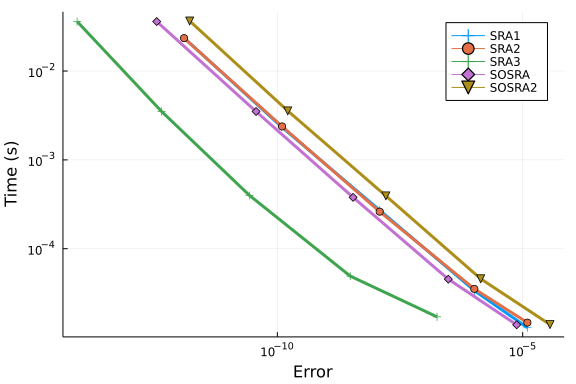 SRA1
SRA2
SRA3
SOSRA
SOSRA2
Time (s)
10⁻²
10⁻³
10⁻⁴
10⁻¹⁰
10⁻⁵
Error